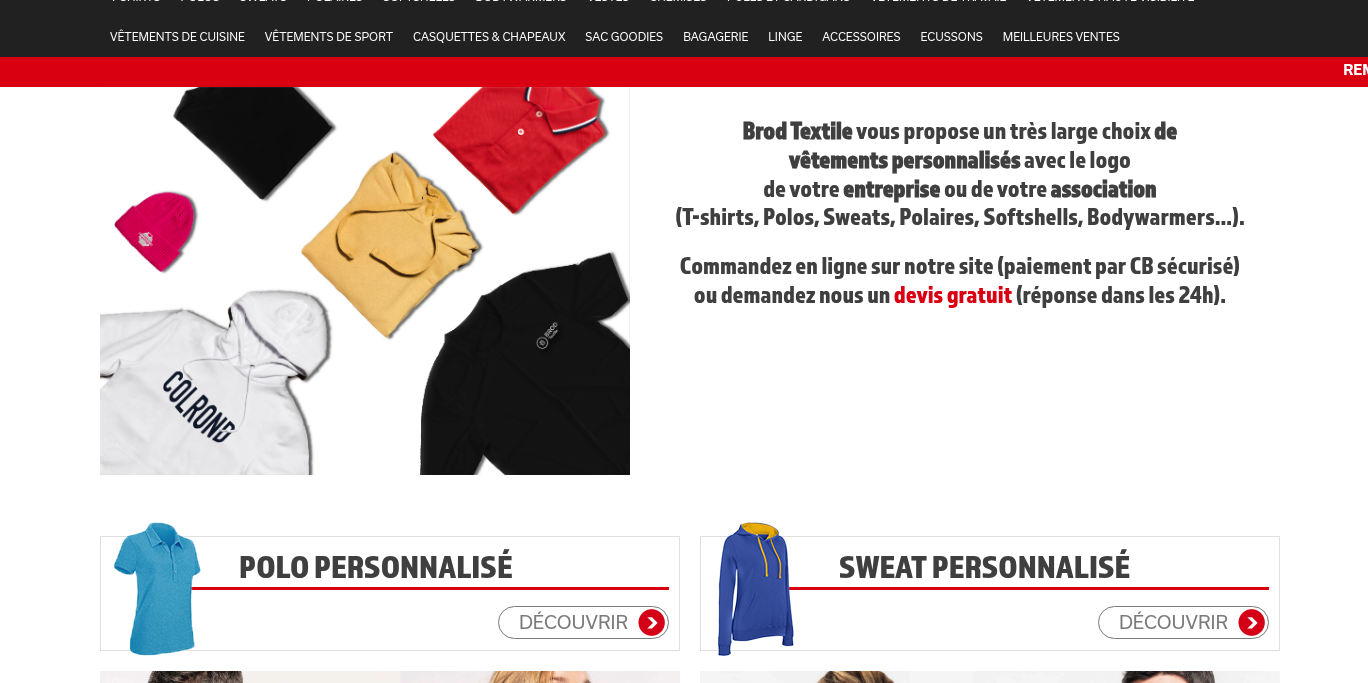 VÊTEMENTS DE CUISINE VÊTEMENTS DE SPORT CASQUETTES & CHAPEAUX SAC GOODIES BAGAGERIE LINGE ACCESSOIRES ECUSSONS MEILLEURES VENTES
Brod Textile vous propose un très large choix de
vêtements personnalisés avec le logo
de votre entreprise ou de votre association
(T-shirts, Polos, Sweats, Polaires, Softshells, Bodywarmers...).
Commandez en ligne sur notre site (paiement par CB sécurisé)
ou demandez nous un devis gratuit (réponse dans les 24h).
BROD
Textile
COLROND
POLO PERSONNALISÉ
DÉCOUVRIR
SWEAT PERSONNALISÉ
DÉCOUVRIR